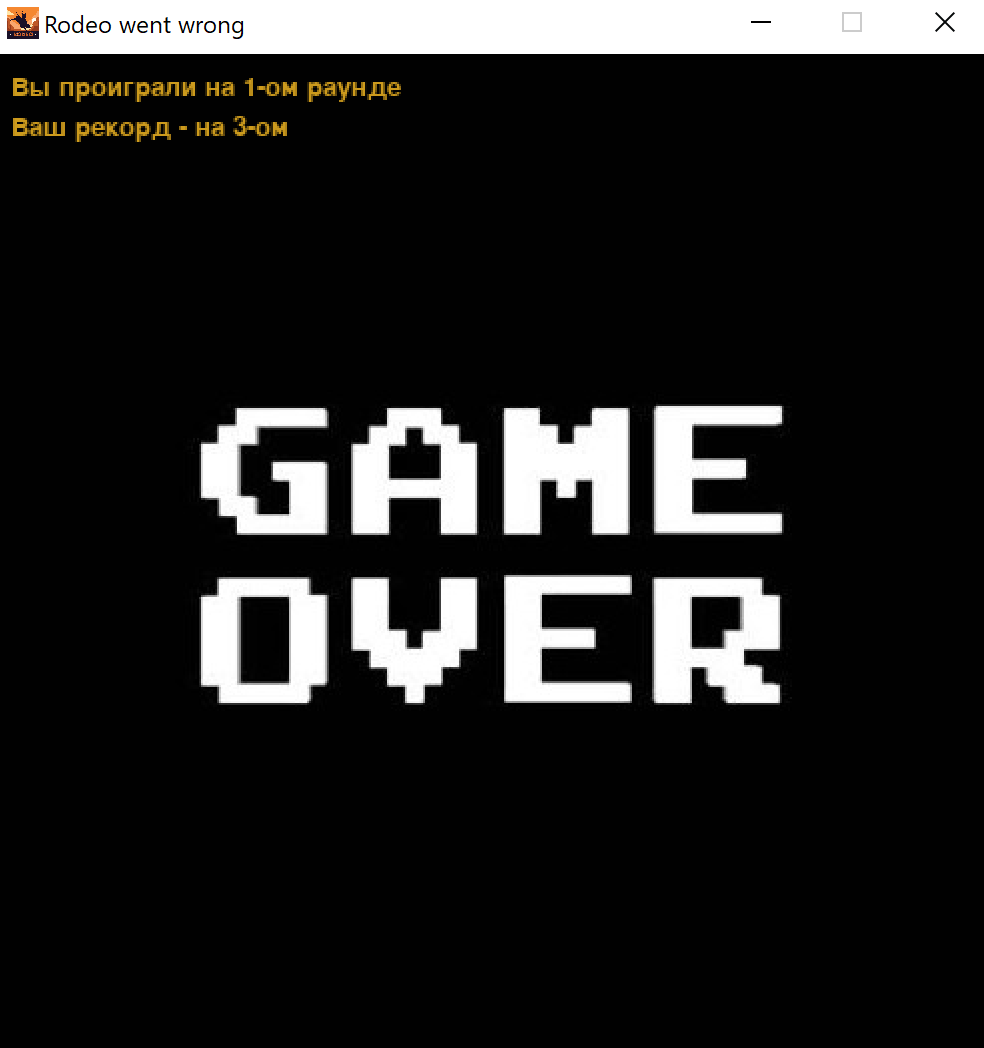 Rodeo went wrong
Вы проиграли на 1-ом раунде
Ваш рекорд - на 3-ом
GAME
OVER